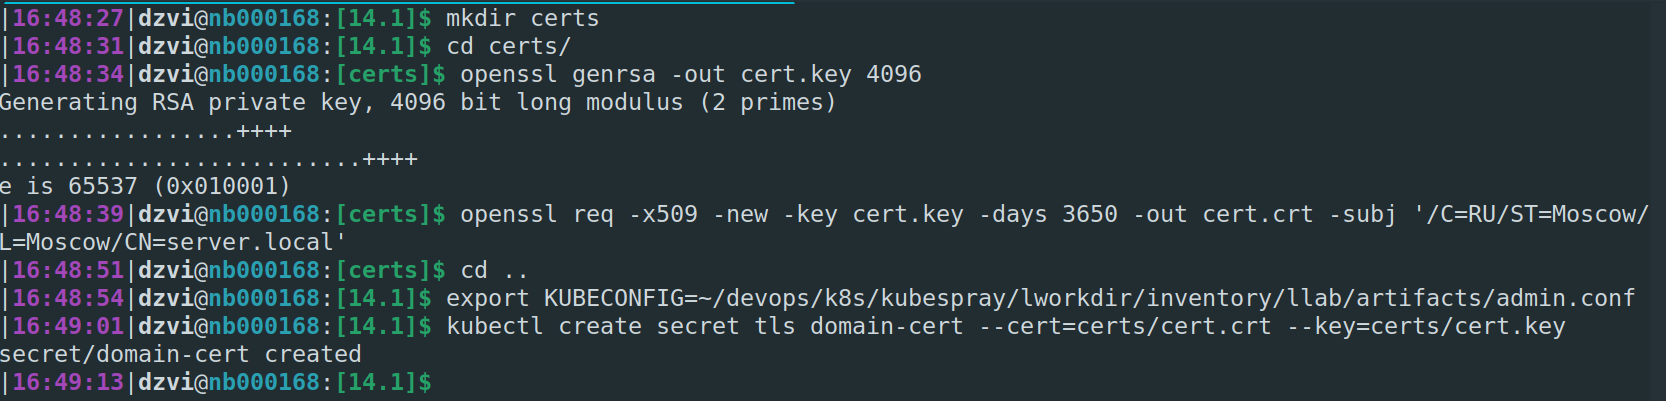 |16:48:27|dzvi@nb000168:[14.1]$ mkdir certs
|16:48:31|dzvi@nb000168:[14.1]$ cd certs/
|16:48:34|dzvi@nb000168:[certs]$ openssl genrsa -out cert.key 4096
Generating RSA private key, 4096 bit long modulus (2 primes)
.................++++
..........................++++
e is 65537 (0x010001)
|16:48:39|dzvi@nb000168:[certs]$ openssl req -x509 -new -key cert.key -days 3650 -out cert.crt -subj '/C=RU/ST=Moscow/
L=Moscow/CN=server.local'
|16:48:51|dzvi@nb000168:[certs]$ cd ..
|16:48:54|dzvi@nb000168:[14.1]$ export KUBECONFIG=~/devops/k8s/kubespray/lworkdir/inventory/llab/artifacts/admin.conf
|16:49:01|dzvi@nb000168:[14.1]$ kubectl create secret tls domain-cert --cert=certs/cert.crt --key=certs/cert.key
secret/domain-cert created
|16:49:13|dzvi@nb000168:[14.1]$